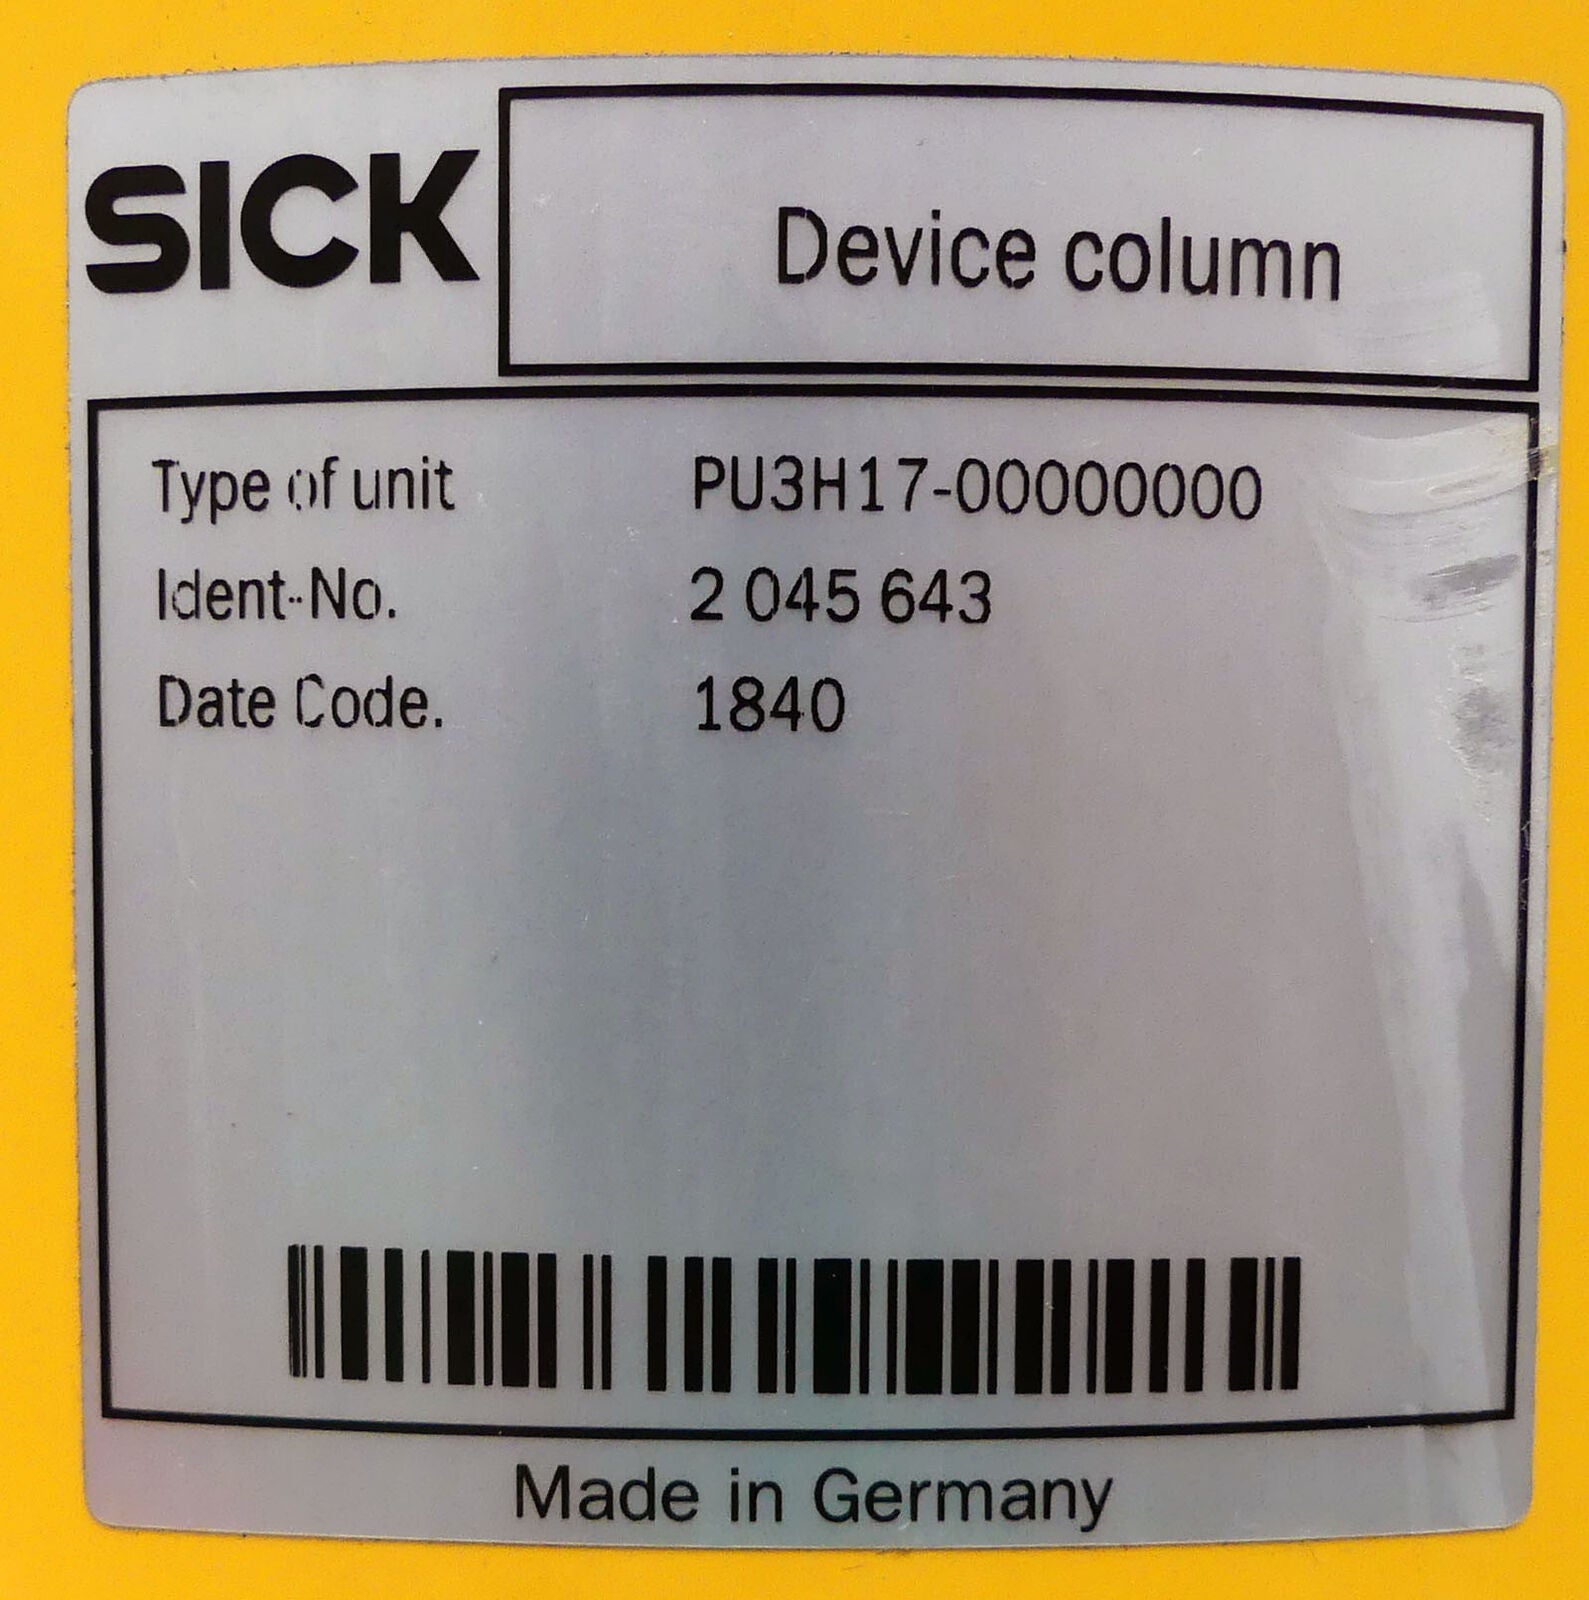 SICK
Device column
Type of unit PU3H17-00000000
Ident-No. 2 045 643
Date Code. 1840
Made in Germany